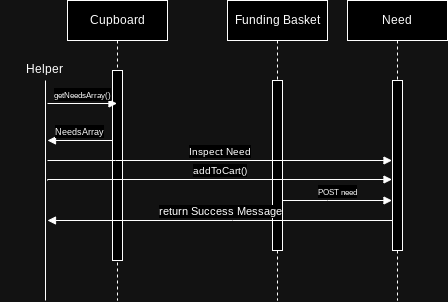 Cupboard
Funding Basket
Need
Helper
getNeedsArray()
NeedsArray
Inspect Need
addToCart()
POST need
return Success Message